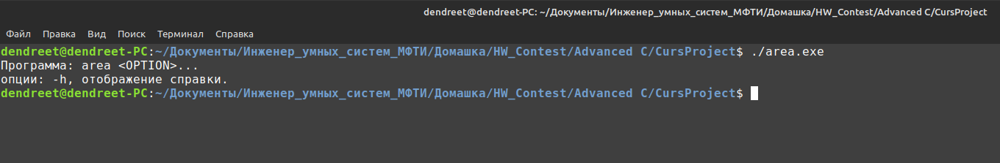 dendreet@dendreet-PC: ~/Документы/Инженер_умных_систем_МФТИ/Домашка/HW_Contest/Advanced C/CursProject
Файл Правка Вид Поиск Терминал Справка
dendreet@dendreet-PC:~/Документы/Инженер_умных_систем_МФТИ/Домашка/HW_Contest/Advanced C/CursProject$ ./area.exe
Программа: area <OPTION>...
опции: -h, отображение справки.
dendreet@dendreet-PC:~/Документы/Инженер_умных_систем_МФТИ/Домашка/HW_Contest/Advanced C/CursProject$